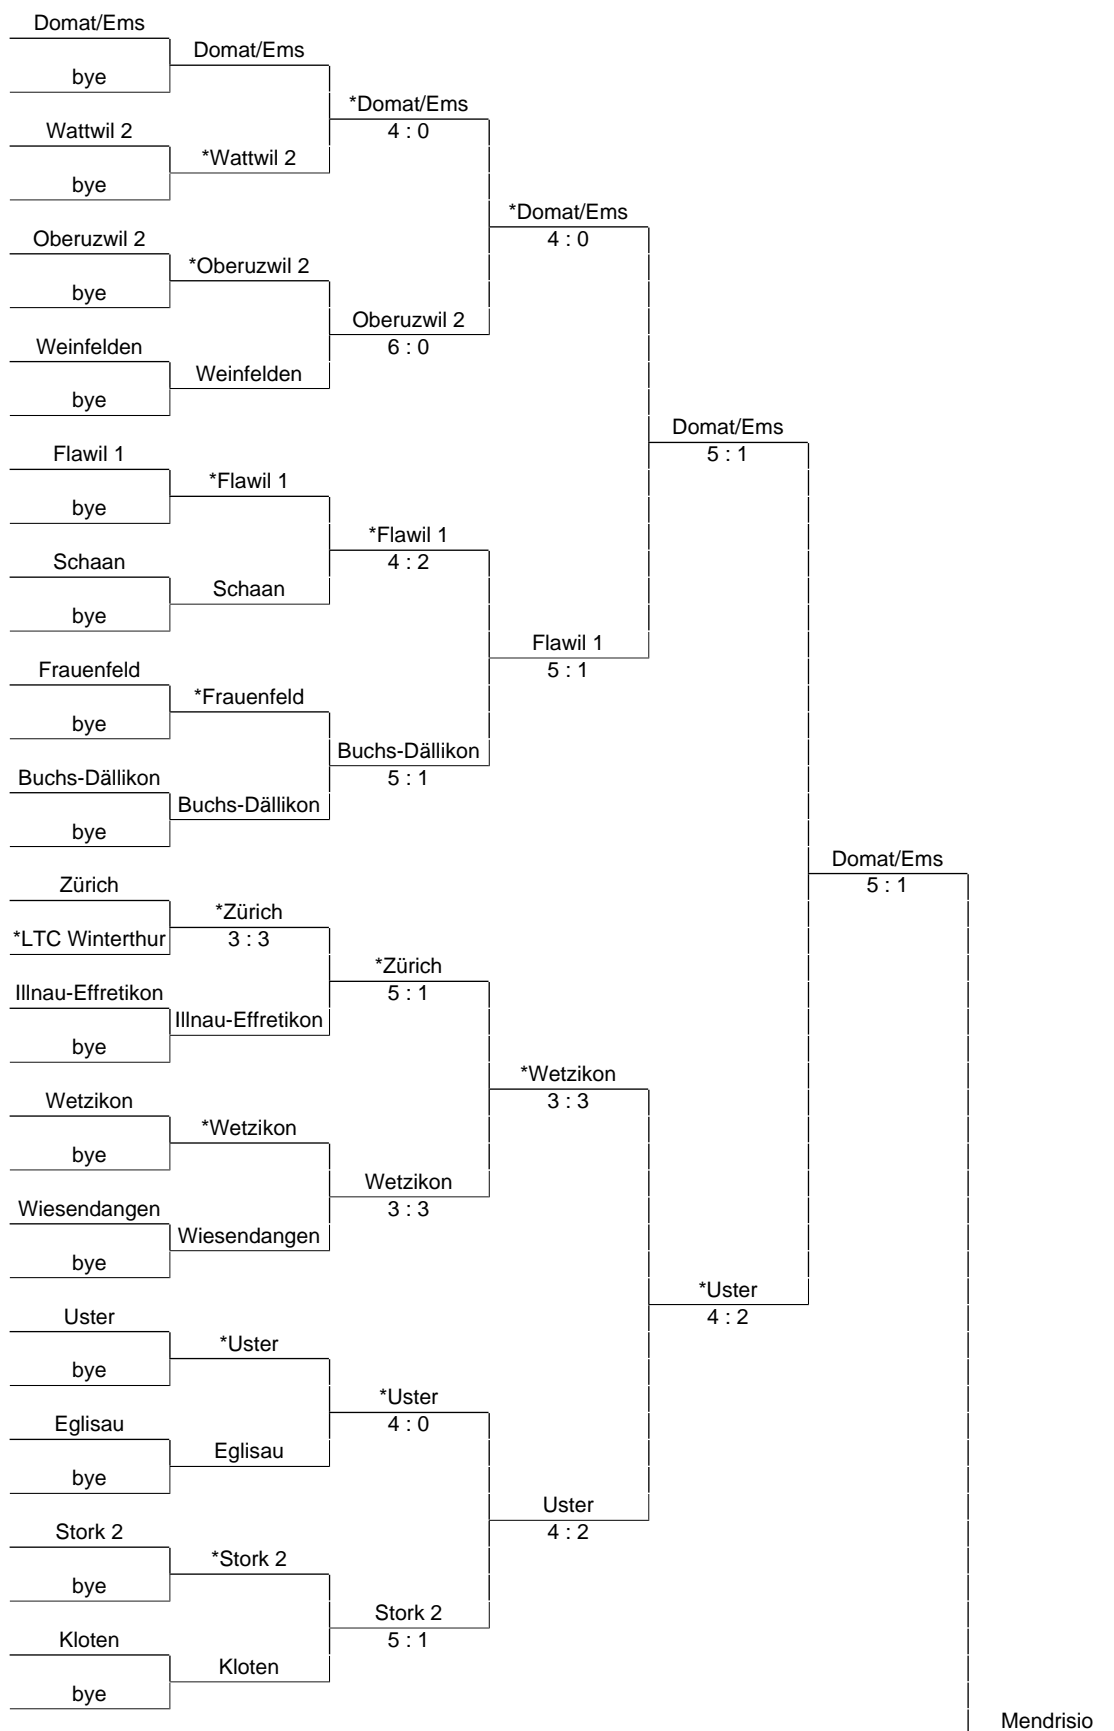 Domat/Ems
Domat/Ems
bye
*Domat/Ems
4 : 0
Wattwil 2
*Wattwil 2
bye
*Domat/Ems
4 : 0
Oberuzwil 2
*Oberuzwil 2
bye
Oberuzwil 2
6 : 0
Weinfelden
Weinfelden
bye
Domat/Ems
5 : 1
Flawil 1
*Flawil 1
bye
*Flawil 1
4 : 2
Schaan
Schaan
bye
Flawil 1
5 : 1
Frauenfeld
*Frauenfeld
bye
Buchs-Dällikon
5 : 1
Buchs-Dällikon
Buchs-Dällikon
bye
Domat/Ems
5 : 1
Zürich
*Zürich
3 : 3
*LTC Winterthur
*Zürich
5 : 1
Illnau-Effretikon
Illnau-Effretikon
bye
*Wetzikon
3 : 3
Wetzikon
*Wetzikon
bye
Wetzikon
3 : 3
Wiesendangen
Wiesendangen
bye
*Uster
4 : 2
Uster
*Uster
bye
*Uster
4 : 0
Eglisau
Eglisau
bye
Uster
4 : 2
Stork 2
*Stork 2
bye
Stork 2
5 : 1
Kloten
Kloten
bye
Mendrisio